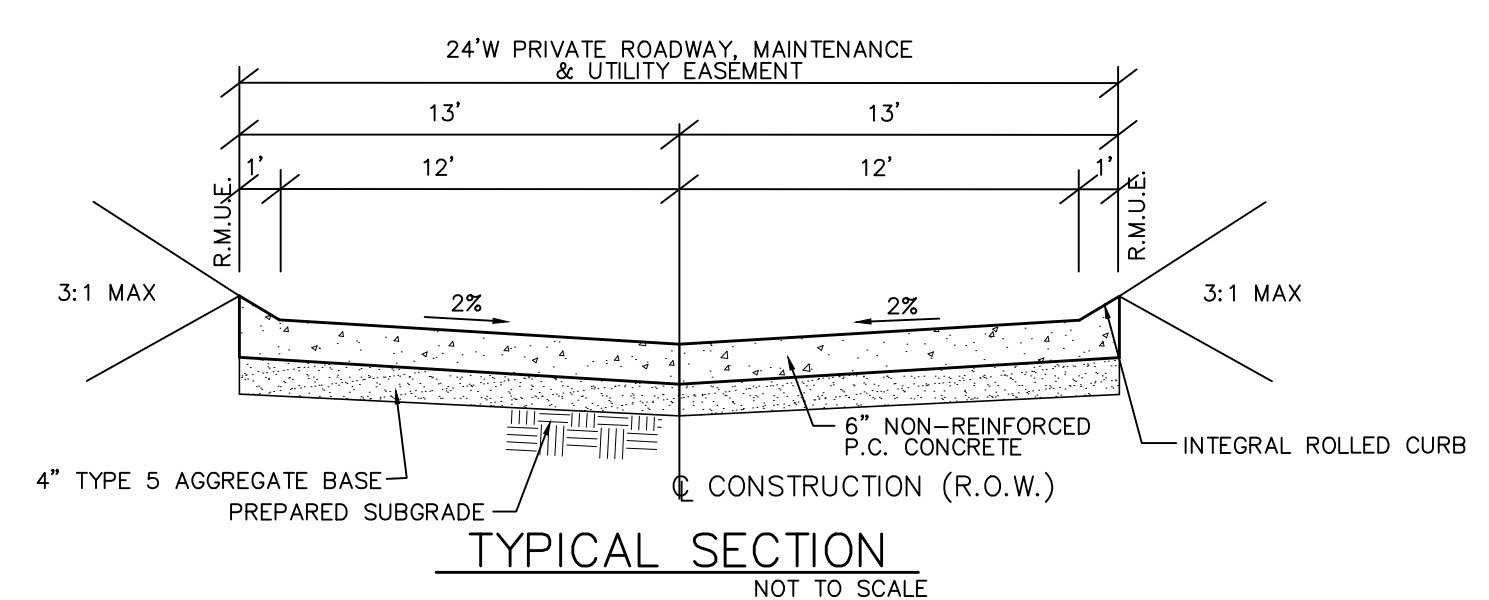 24'W PRIVATE ROADWAY, MAINTENANCE
& UTILITY EASEMENT
13'
13'
1'
12'
12'
1'
R.M.U.E.
R.M.U.E.
3:1 MAX
2%
2%
3:1 MAX
6" NON-REINFORCED
P.C. CONCRETE
INTEGRAL ROLLED CURB
4" TYPE 5 AGGREGATE BASE
℄ CONSTRUCTION (R.O.W.)
PREPARED SUBGRADE
TYPICAL SECTION
NOT TO SCALE